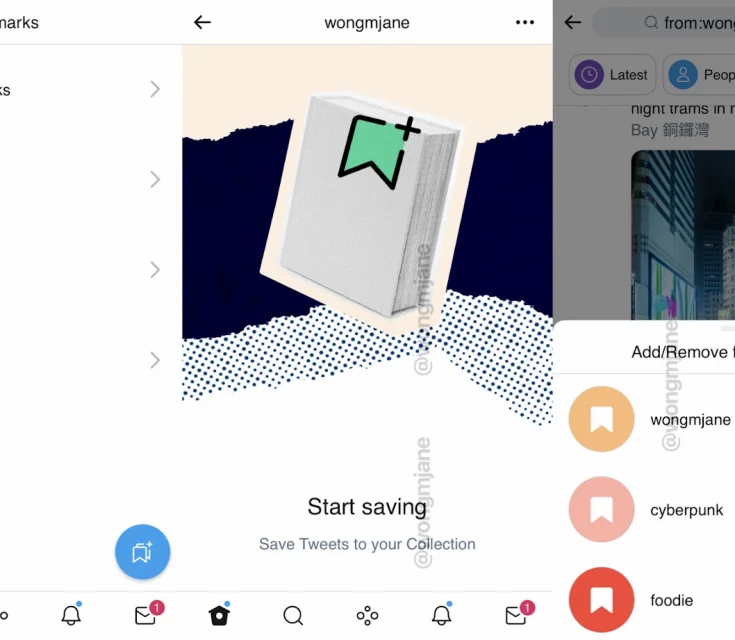 marks
ks
1
wongmjane
Start saving
Save Tweets to your Collection
1
@wongmjane
@wongmjane
from:wong
Latest
Peop
night trams in
Bay 銅鑼灣
Add/Remove f
wongmjane
cyberpunk
foodie
@wongmjane